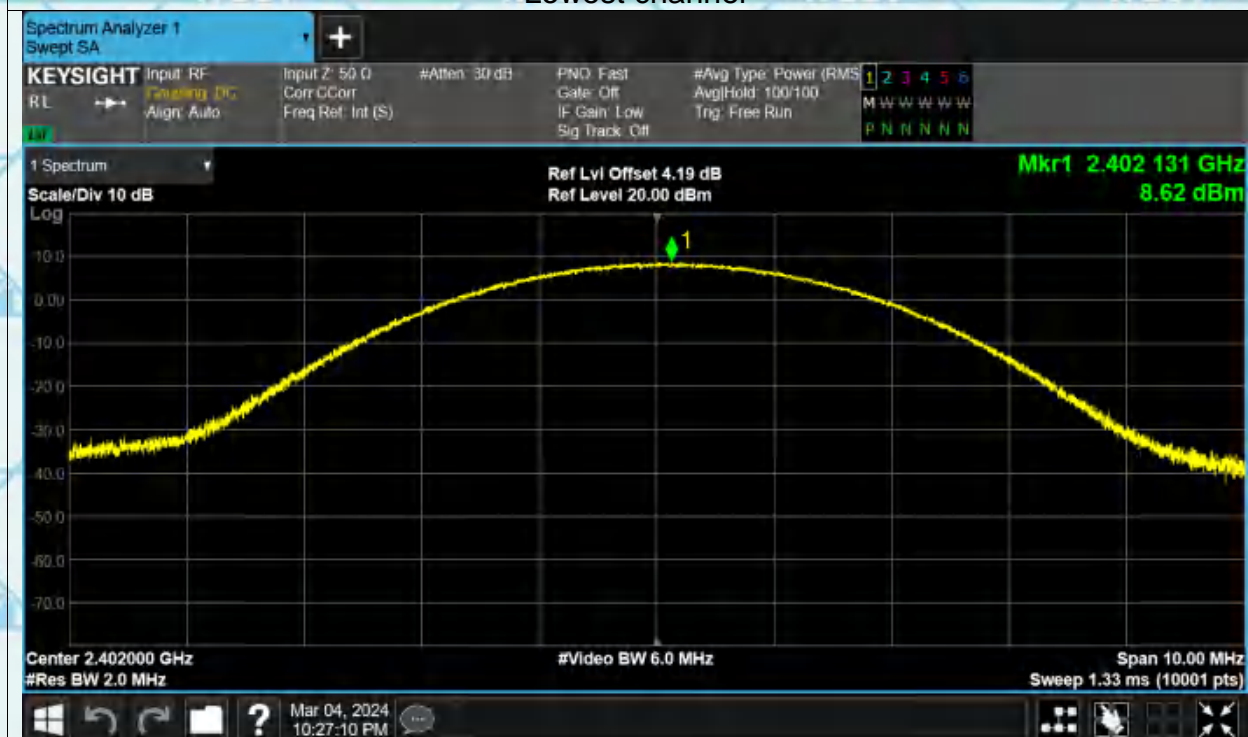 Lowest channel
Spectrum Analyzer 1
Swept SA
+
KEYSIGHT Input: RF Input Z: 50 Ω #Atten: 30 dB PNO: Fast #Avg Type: Power (RMS 1 2 3 4 5 6
RL Coupling: DC Corr CCorr Gate: Off Avg|Hold: 100/100 M W W W W W
Align: Auto Freq Ref: Int (S) IF Gain: Low Trig: Free Run
Sig Track: Off P N N N N N
1 Spectrum Ref Lvl Offset 4.19 dB Mkr1 2.402 131 GHz
Scale/Div 10 dB Ref Level 20.00 dBm 8.62 dBm
Log
1
10.0
0.00
-10.0
-20.0
-30.0
-40.0
-50.0
-60.0
-70.0
Center 2.402000 GHz #Video BW 6.0 MHz Span 10.00 MHz
#Res BW 2.0 MHz Sweep 1.33 ms (10001 pts)
? Mar 04, 2024
10:27:10 PM